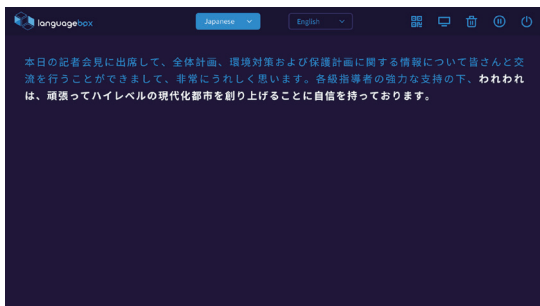 languagebox
Japanese
English
本日の記者会見に出席して、全体計画、環境対策および保護計画に関する情報について皆さんと交
流を行うことができまして、非常にうれしく思います。各級指導者の強力な支持の下、われわれ
は、頑張ってハイレベルの現代化都市を創り上げることに自信を持っております。